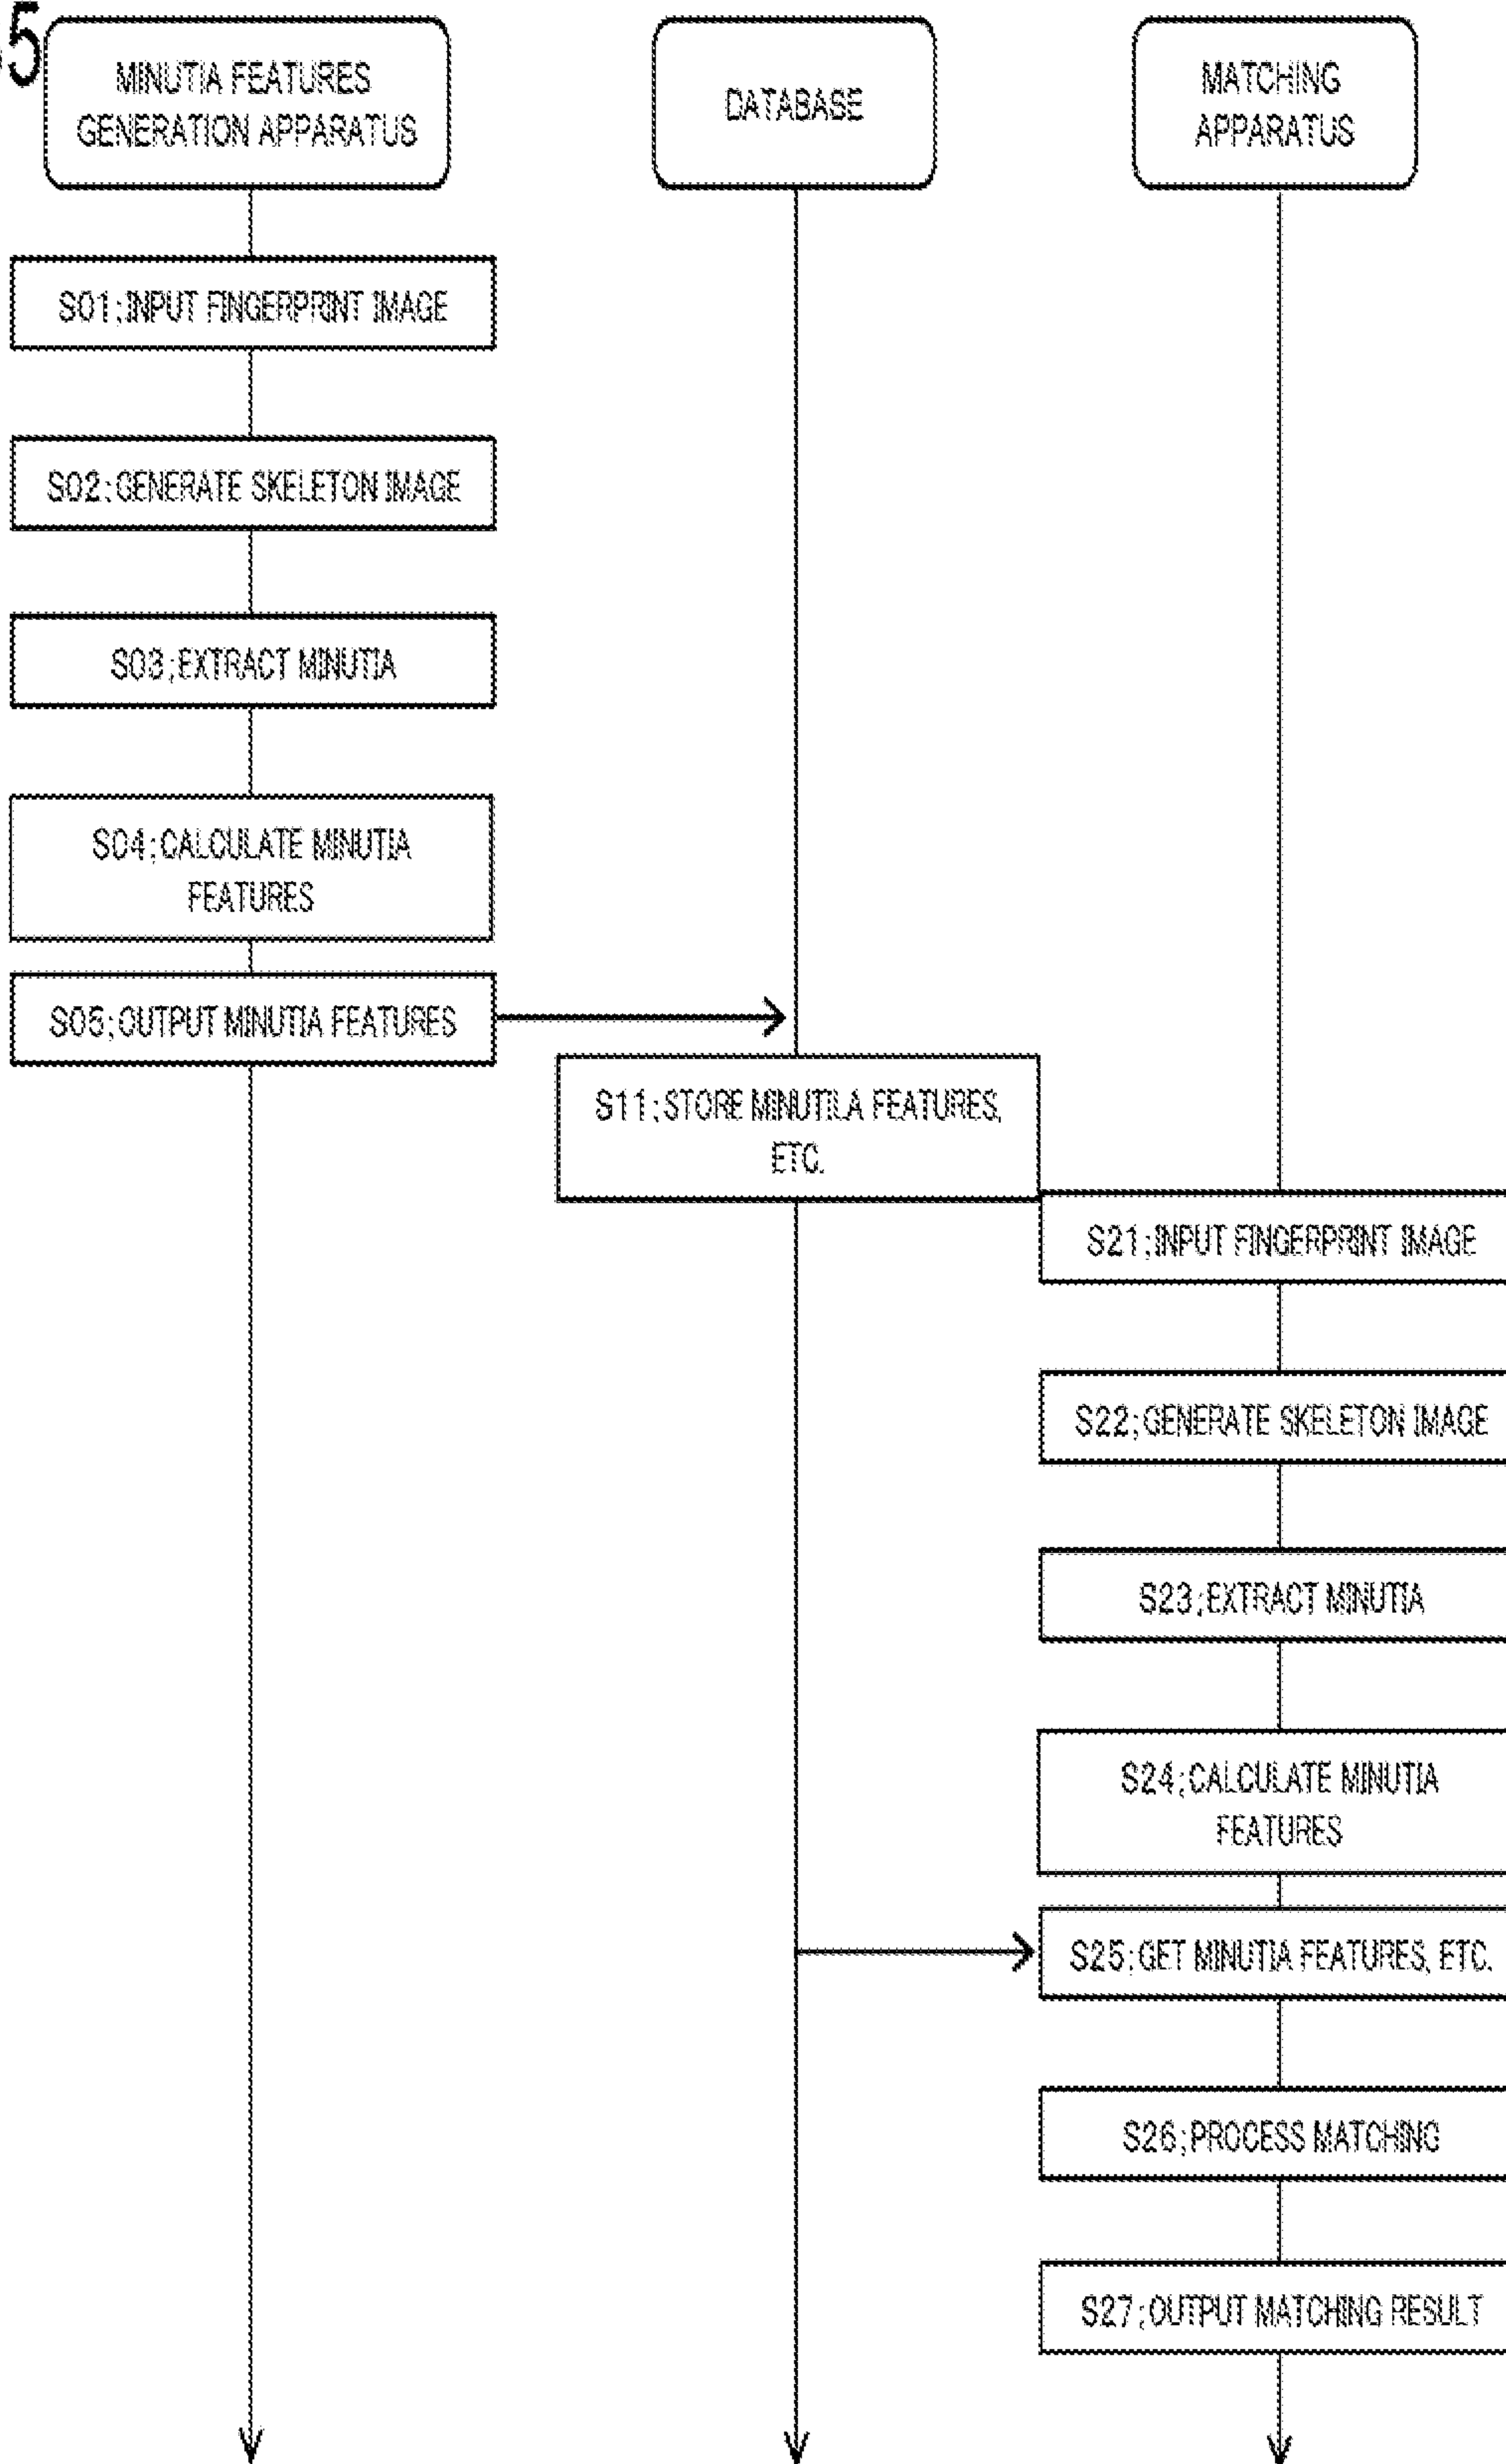 5
MINUTIA FEATURES
GENERATION APPARATUS
DATABASE
MATCHING
APPARATUS
S01;INPUT FINGERPRINT IMAGE
S02;GENERATE SKELETON IMAGE
S03;EXTRACT MINUTIA
S04;CALCULATE MINUTIA
FEATURES
S05;OUTPUT MINUTIA FEATURES
S11;STORE MINUTILA FEATURES,
ETC.
S21;INPUT FINGERPRINT IMAGE
S22;GENERATE SKELETON IMAGE
S23;EXTRACT MINUTIA
S24;CALCULATE MINUTIA
FEATURES
S25;GET MINUTIA FEATURES, ETC.
S26;PROCESS MATCHING
S27;OUTPUT MATCHING RESULT